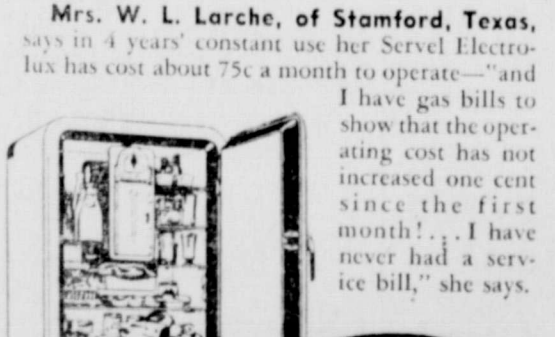 Mrs. W. L. Larche, of Stamford, Texas,
says in 4 years' constant use her Servel Electro-
lux has cost about 75c a month to operate—"and
I have gas bills to
show that the oper-
ating cost has not
increased one cent
since the first
month!...I have
never had a serv-
ice bill," she says.